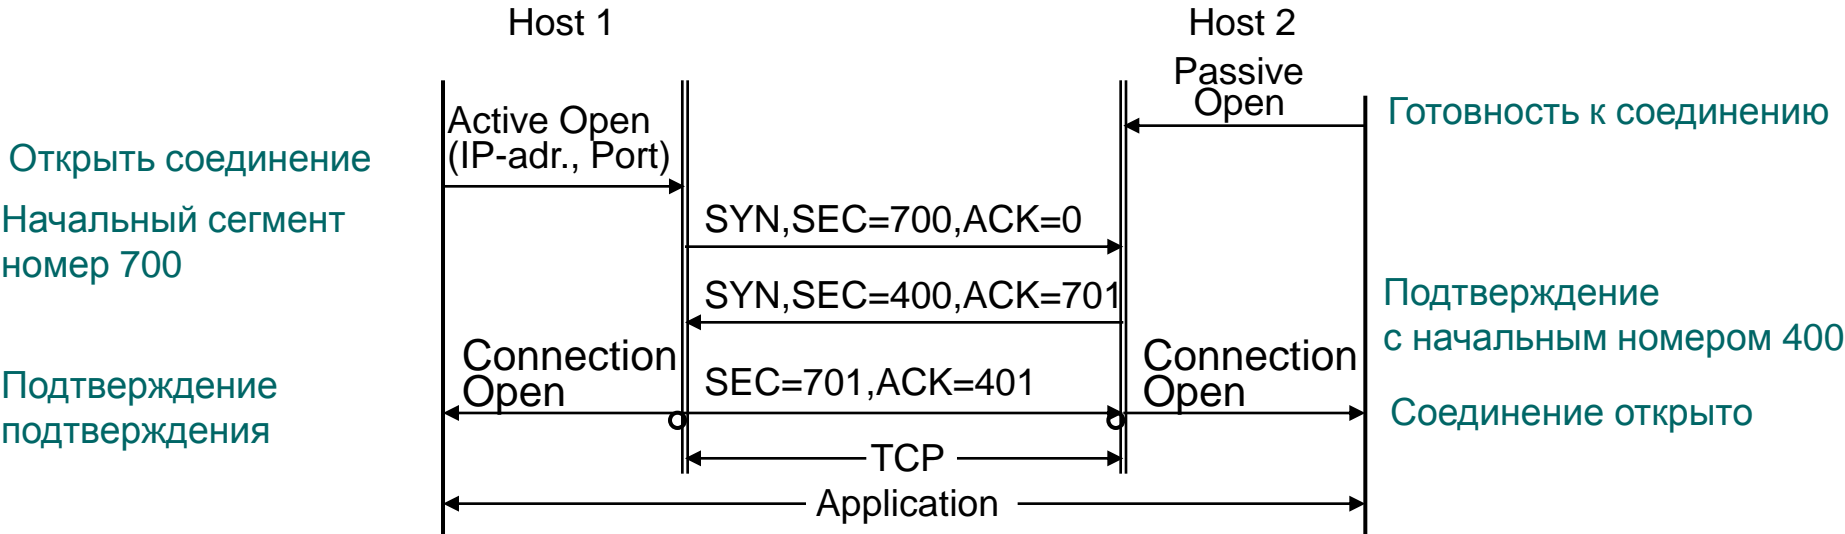 Host 1
Host 2
Passive
Open
Готовность к соединению
Active Open
(IP-adr., Port)
Открыть соединение
Начальный сегмент
номер 700
SYN,SEC=700,ACK=0
SYN,SEC=400,ACK=701
Подтверждение
с начальным номером 400
Connection
Open
SEC=701,ACK=401
Connection
Open
Подтверждение
подтверждения
Соединение открыто
TCP
Application